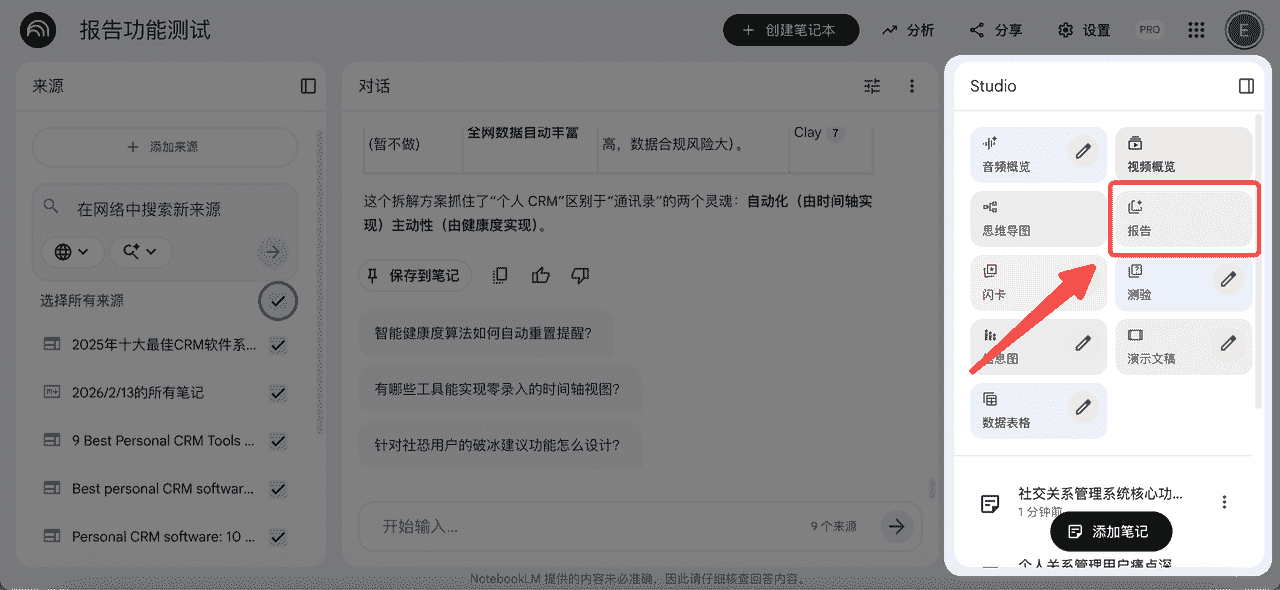 报告功能测试
创建笔记本
分析
分享
设置
PRO
E
来源
添加来源
在网络中搜索新来源
选择所有来源
2025年十大最佳CRM软件系...
2026/2/13的所有笔记
9 Best Personal CRM Tools ...
Best personal CRM softwar...
Personal CRM software: 10 ...
对话
(暂不做)
全网数据自动丰富
高，数据合规风险大)。
Clay 7
这个拆解方案抓住了“个人 CRM”区别于“通讯录”的两个灵魂：自动化（由时间轴实
现）主动性（由健康度实现）。
保存到笔记
智能健康度算法如何自动重置提醒？
有哪些工具能实现零录入的时间轴视图？
针对社恐用户的破冰建议功能怎么设计？
开始输入...
9 个来源
NotebookLM 提供的内容未必准确，因此请仔细核查回答内容。
Studio
音频概览
视频概览
思维导图
报告
闪卡
测验
息图
演示文稿
数据表格
社交关系管理系统核心功...
1 分钟前
添加笔记
个人关系管理用户痛点深